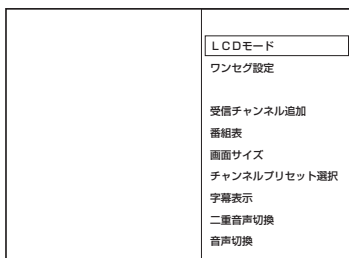 ＬＣＤモード
ワンセグ設定
受信チャンネル追加
番組表
画面サイズ
チャンネルプリセット選択
字幕表示
二重音声切換
音声切換